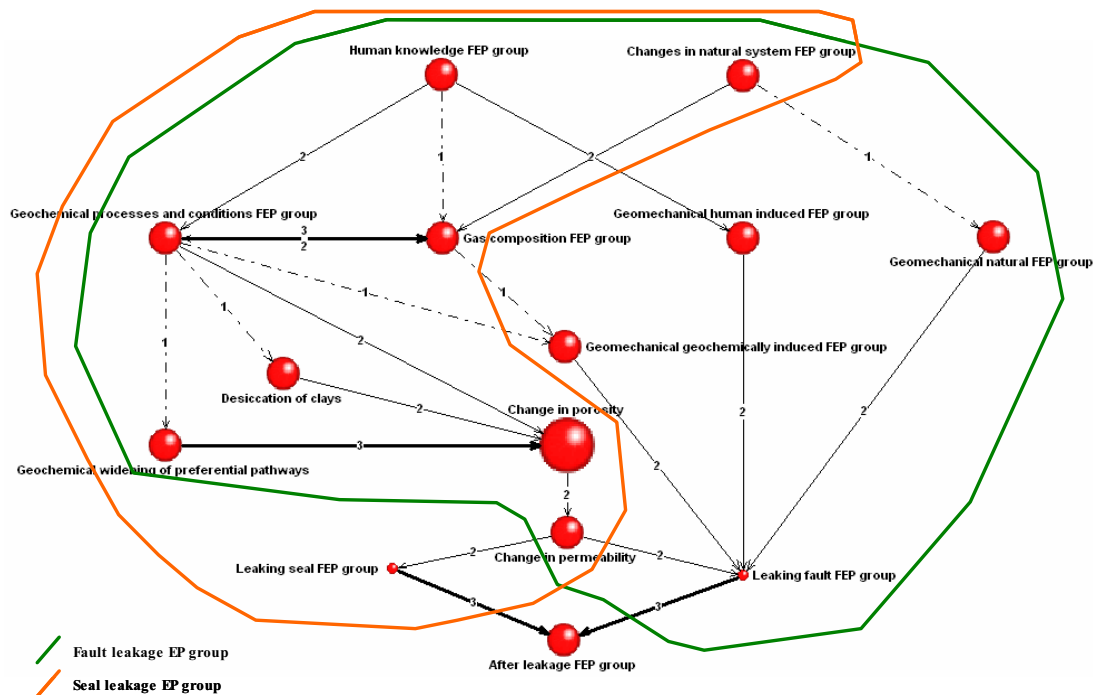 Human knowledge FEP group
Changes in natural system FEP group
2
1
2
1
Geochemical processes and conditions FEP group
3
2
Gas composition FEP group
Geomechanical human induced FEP group
Geomechanical natural FEP group
1
1
1
1
2
Geomechanical geochemically induced FEP group
Desiccation of clays
2
Change in porosity
2
2
Geochemical widening of preferential pathways
3
2
2
Change in permeability
2
2
Leaking seal FEP group
Leaking fault FEP group
3
3
After leakage FEP group
Fault leakage EP group
Seal leakage EP group